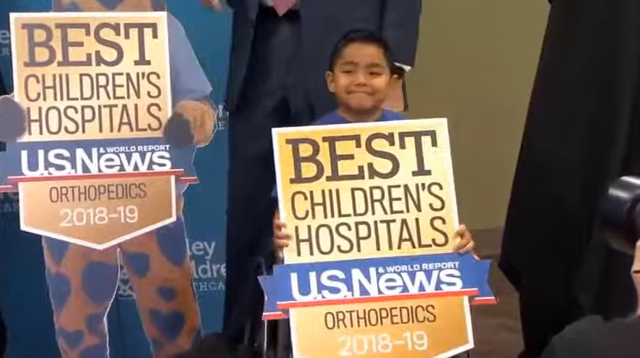 BEST
CHILDREN'S
HOSPITALS
U.S. News & WORLD REPORT
ORTHOPEDICS
2018-19
BEST
CHILDREN'S
HOSPITALS
U.S. News & WORLD REPORT
ORTHOPEDICS
2018-19